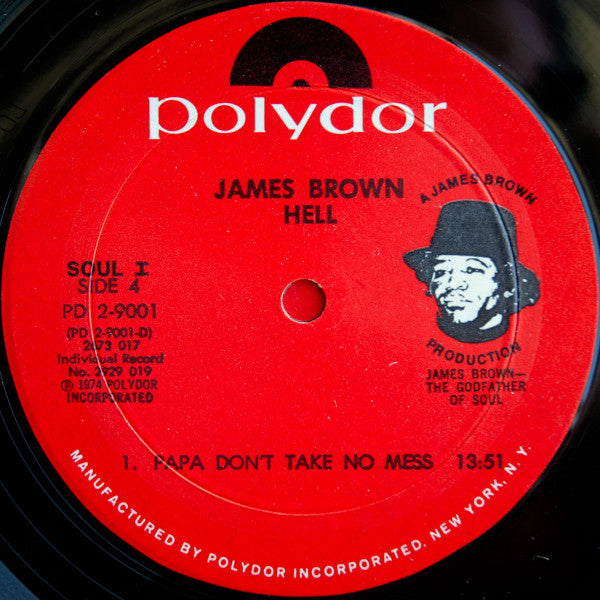 polydor
JAMES BROWN
HELL
A JAMES BROWN
PRODUCTION
JAMES BROWN—
THE GODFATHER
OF SOUL
SOUL I
SIDE 4
PD 2-9001
(PD 2-9001-D)
2673 017
Individual Record
No. 2929 019
Ⓟ 1974 POLYDOR
INCORPORATED
1. PAPA DON'T TAKE NO MESS 13:51
MANUFACTURED BY POLYDOR INCORPORATED, NEW YORK, N.Y.